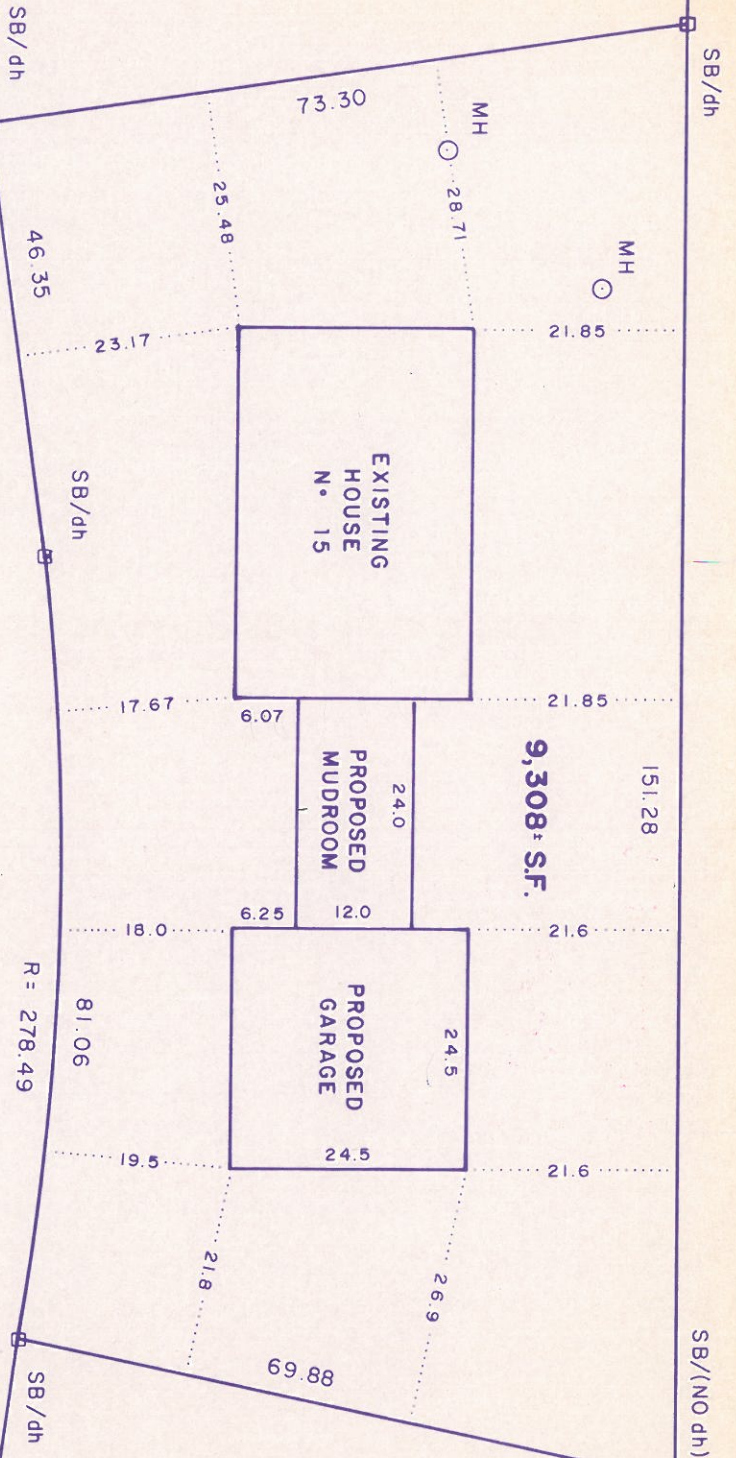 SB/dh
SB/dh
MH
MH
73.30
28.71
25.48
46.35
23.17
21.85
EXISTING
HOUSE
Nº 15
SB/dh
17.67
6.07
21.85
151.28
9,308± S.F.
24.0
PROPOSED
MUDROOM
6.25
12.0
18.0
21.6
81.06
R= 278.49
24.5
PROPOSED
GARAGE
24.5
19.5
21.6
21.8
26.9
69.88
SB/dh
SB/(NO dh)